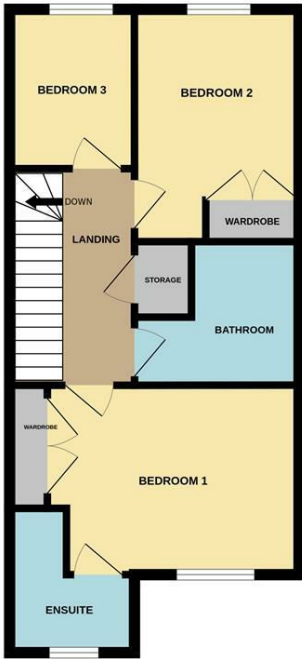 BEDROOM 3
BEDROOM 2
DOWN
WARDROBE
LANDING
STORAGE
BATHROOM
WARDROBE
BEDROOM 1
ENSUITE